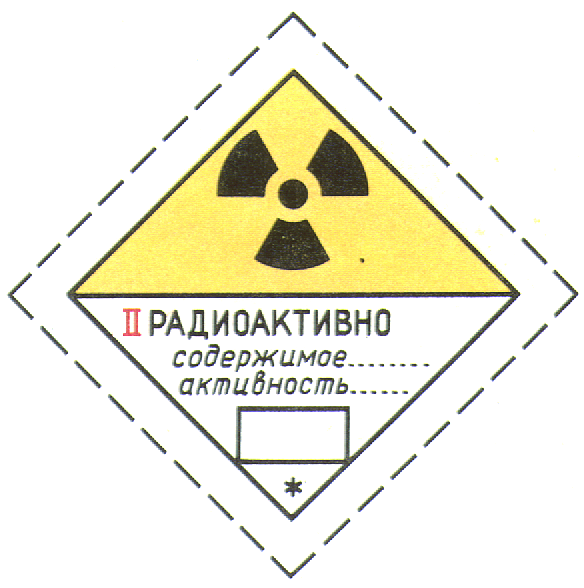 II РАДИОАКТИВНО
содержимое........
активность......
*